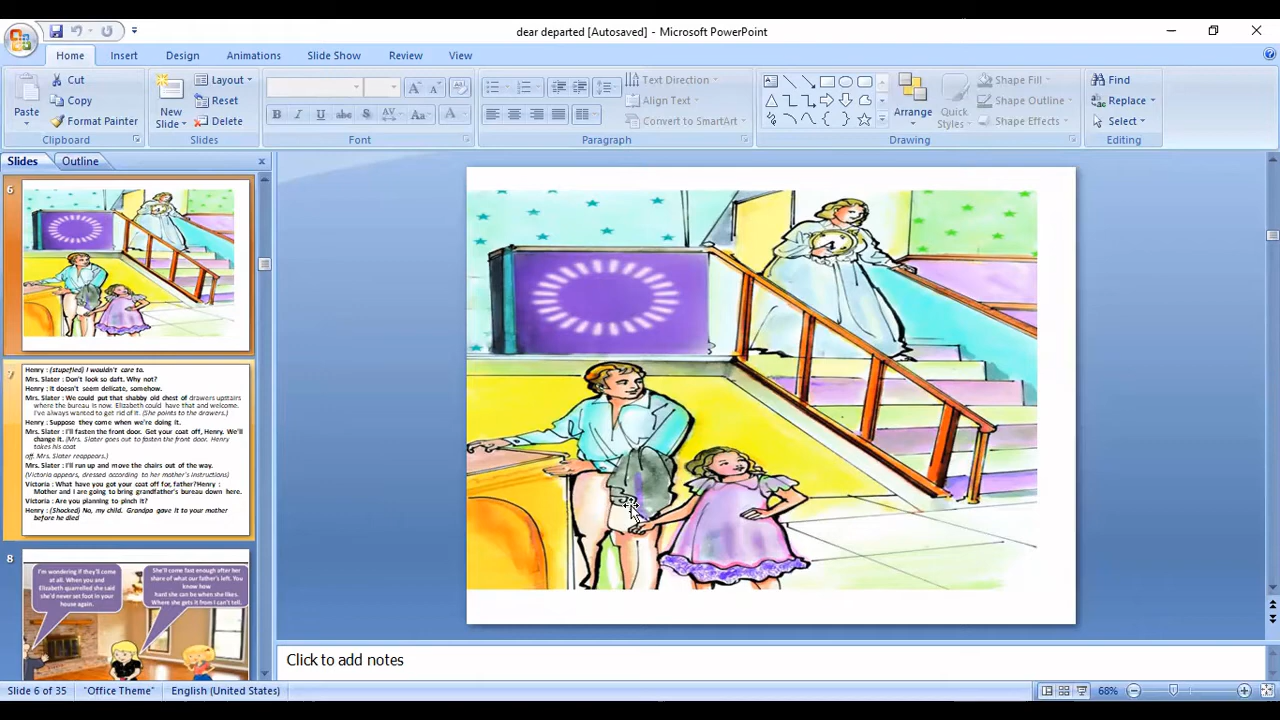 dear departed [Autosaved] - Microsoft PowerPoint
Home Insert Design Animations Slide Show Review View
Paste
Cut
Copy
Format Painter
Clipboard
New Slide
Layout
Reset
Delete
Slides
B I U abc S AV Aa A
Font
Text Direction
Align Text
Convert to SmartArt
Paragraph
Arrange
Quick Styles
Shape Fill
Shape Outline
Shape Effects
Drawing
Find
Replace
Select
Editing
Slides Outline
6
7
Henry : (stupefied) I wouldn't care to.
Mrs. Slater : Don't look so daft. Why not?
Henry : It doesn't seem delicate, somehow.
Mrs. Slater : We could put that shabby old chest of drawers upstairs
where the bureau is now. Elizabeth could have that and welcome.
I've always wanted to get rid of it. (She points to the drawers.)
Henry : Suppose they come when we're doing it.
Mrs. Slater : I'll fasten the front door. Get your coat off, Henry. We'll
change it. (Mrs. Slater goes out to fasten the front door. Henry
takes his coat
off. Mrs. Slater reappears.)
Mrs. Slater : I'll run up and move the chairs out of the way.
(Victoria appears, dressed according to her mother's instructions)
Victoria : What have you got your coat off for, father?Henry :
Mother and I are going to bring grandfather's bureau down here.
Victoria : Are you planning to pinch it?
Henry : (Shocked) No, my child. Grandpa gave it to your mother
before he died
8
I'm wondering if they'll come
at all. When you and
Elizabeth quarrelled she said
she'd never set foot in your
house again.
She'll come fast enough after her
share of what our father's left. You
know how
hard she can be when she likes.
Where she gets it from I can't tell.
Click to add notes
Slide 6 of 35 "Office Theme" English (United States) 68%